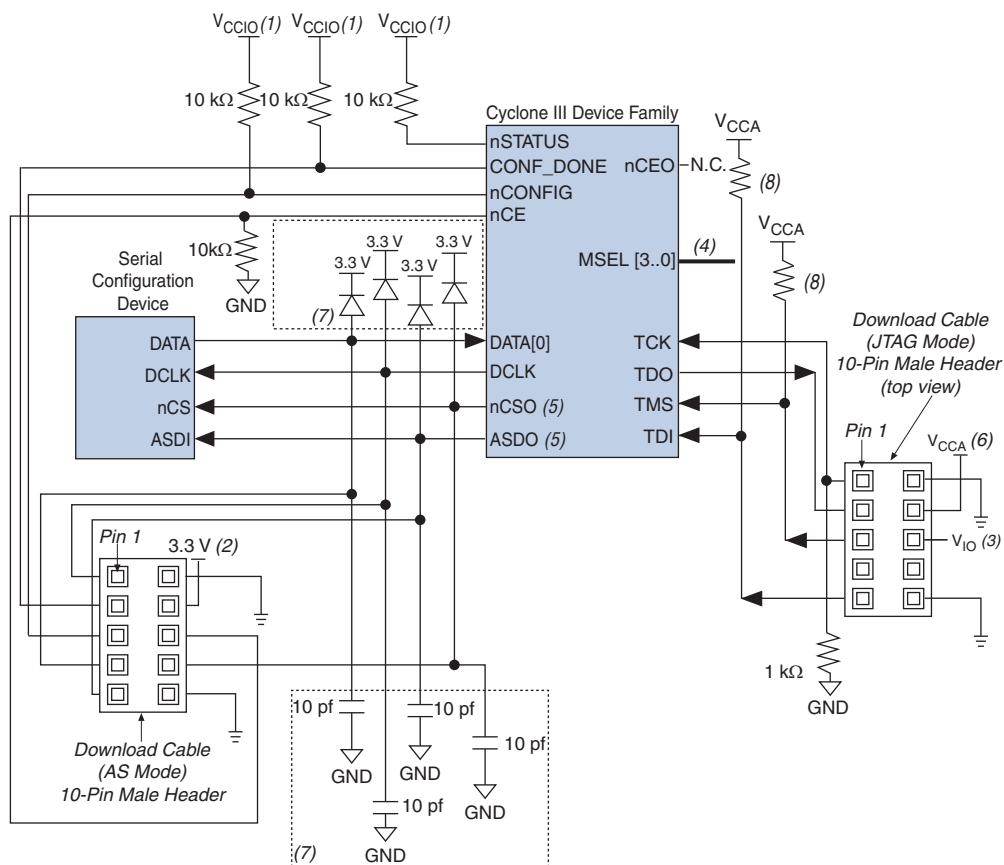 VCCIO (1) VCCIO (1) VCCIO (1)
10 kΩ 10 kΩ 10 kΩ
Cyclone III Device Family
nSTATUS
CONF_DONE
nCONFIG
nCE
nCEO N.C.
MSEL [3..0] (4)
VCCA
(8)
VCCA
(8)
10kΩ
GND
3.3 V 3.3 V 3.3 V 3.3 V
(7)
Serial
Configuration
Device
DATA
DCLK
nCS
ASDI
DATA[0]
DCLK
nCSO (5)
ASDO (5)
TCK
TDO
TMS
TDI
Download Cable
(JTAG Mode)
10-Pin Male Header
(top view)
Pin 1
VCCA (6)
VIO (3)
1 kΩ
GND
Pin 1
3.3 V (2)
Download Cable
(AS Mode)
10-Pin Male Header
10 pf
GND
10 pf
GND
10 pf
GND
10 pf
GND
(7)